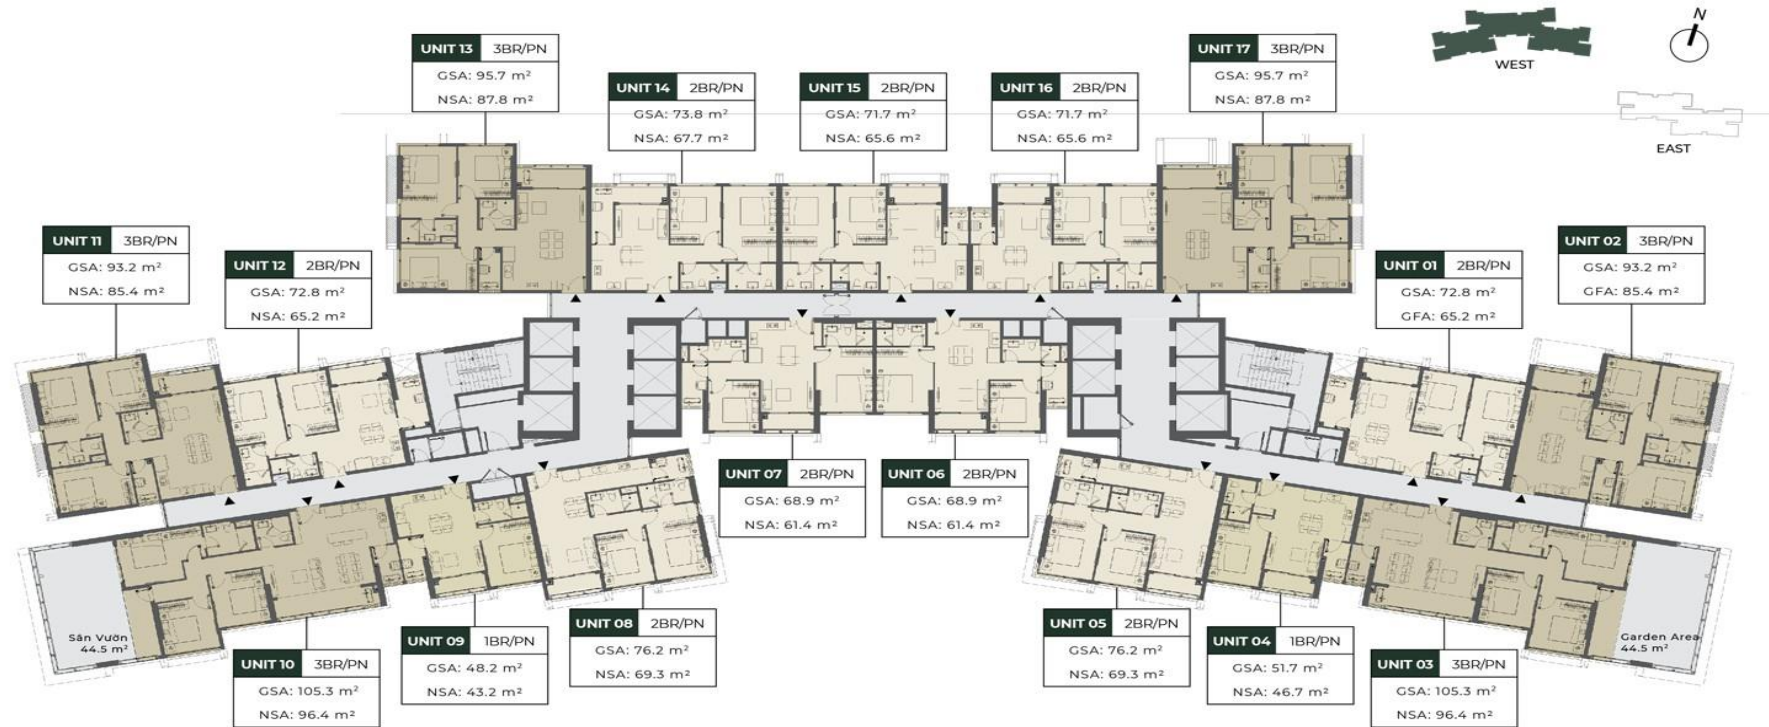 N
WEST
EAST
UNIT 13 3BR/PN
GSA: 95.7 m²
NSA: 87.8 m²
UNIT 14 2BR/PN
GSA: 73.8 m²
NSA: 67.7 m²
UNIT 15 2BR/PN
GSA: 71.7 m²
NSA: 65.6 m²
UNIT 16 2BR/PN
GSA: 71.7 m²
NSA: 65.6 m²
UNIT 17 3BR/PN
GSA: 95.7 m²
NSA: 87.8 m²
UNIT 11 3BR/PN
GSA: 93.2 m²
NSA: 85.4 m²
UNIT 12 2BR/PN
GSA: 72.8 m²
NSA: 65.2 m²
UNIT 01 2BR/PN
GSA: 72.8 m²
GFA: 65.2 m²
UNIT 02 3BR/PN
GSA: 93.2 m²
GFA: 85.4 m²
UNIT 07 2BR/PN
GSA: 68.9 m²
NSA: 61.4 m²
UNIT 06 2BR/PN
GSA: 68.9 m²
NSA: 61.4 m²
Sân Vườn
44.5 m²
Garden Area
44.5 m²
UNIT 10 3BR/PN
GSA: 105.3 m²
NSA: 96.4 m²
UNIT 09 1BR/PN
GSA: 48.2 m²
NSA: 43.2 m²
UNIT 08 2BR/PN
GSA: 76.2 m²
NSA: 69.3 m²
UNIT 05 2BR/PN
GSA: 76.2 m²
NSA: 69.3 m²
UNIT 04 1BR/PN
GSA: 51.7 m²
NSA: 46.7 m²
UNIT 03 3BR/PN
GSA: 105.3 m²
NSA: 96.4 m²